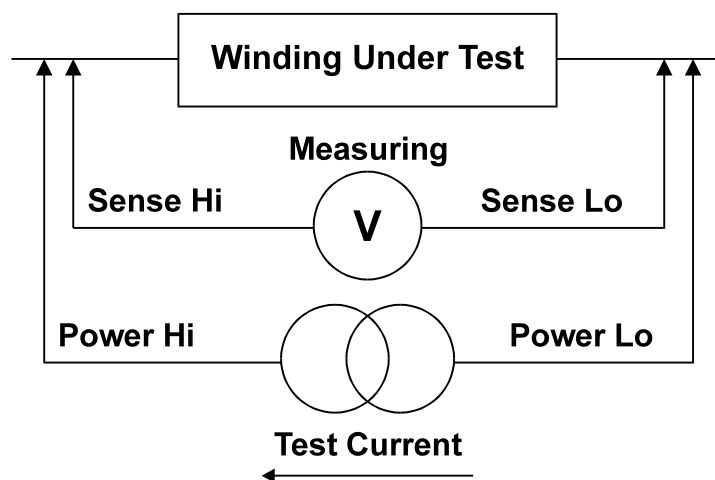 Winding Under Test
Measuring
Sense Hi
V
Sense Lo
Power Hi
Power Lo
Test Current